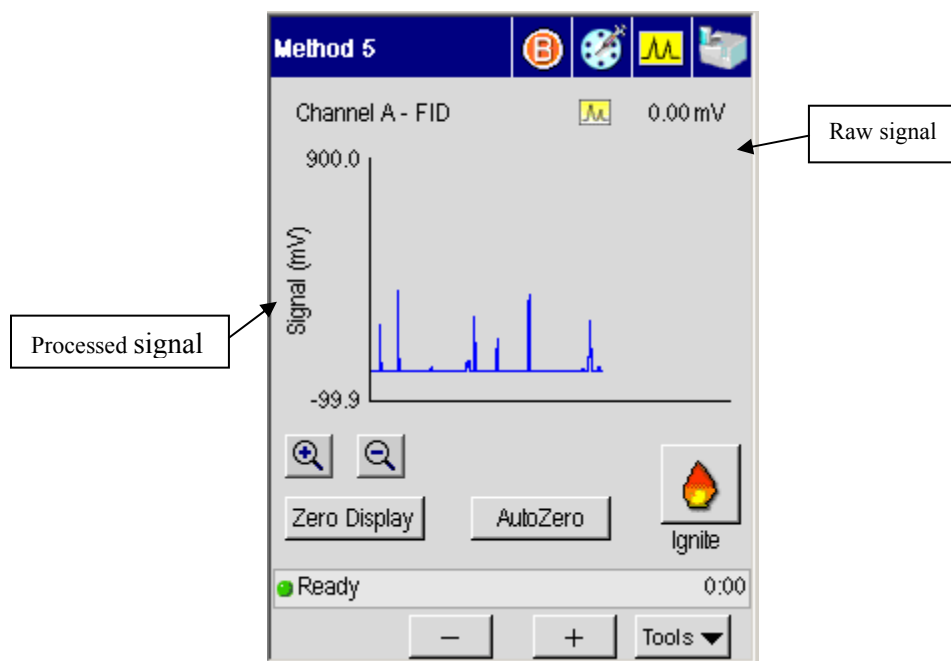 Method 5
B
Channel A - FID
0.00 mV
Raw signal
900.0
Signal (mV)
Processed signal
-99.9
Zero Display
AutoZero
Ignite
Ready
0:00
−
+
Tools